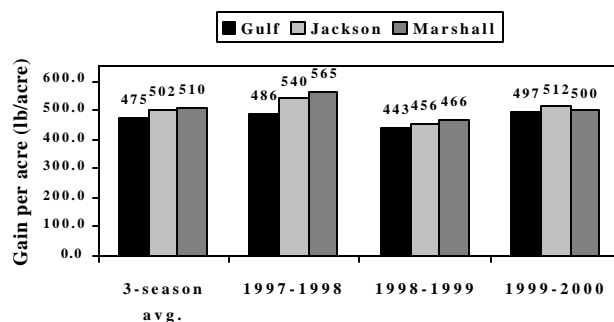 Gulf Jackson Marshall
Gain per acre (lb/acre)
600.0
500.0
400.0
300.0
200.0
100.0
0.0
475 502 510
486 540 565
443 456 466
497 512 500
3-season
avg.
1997-1998
1998-1999
1999-2000